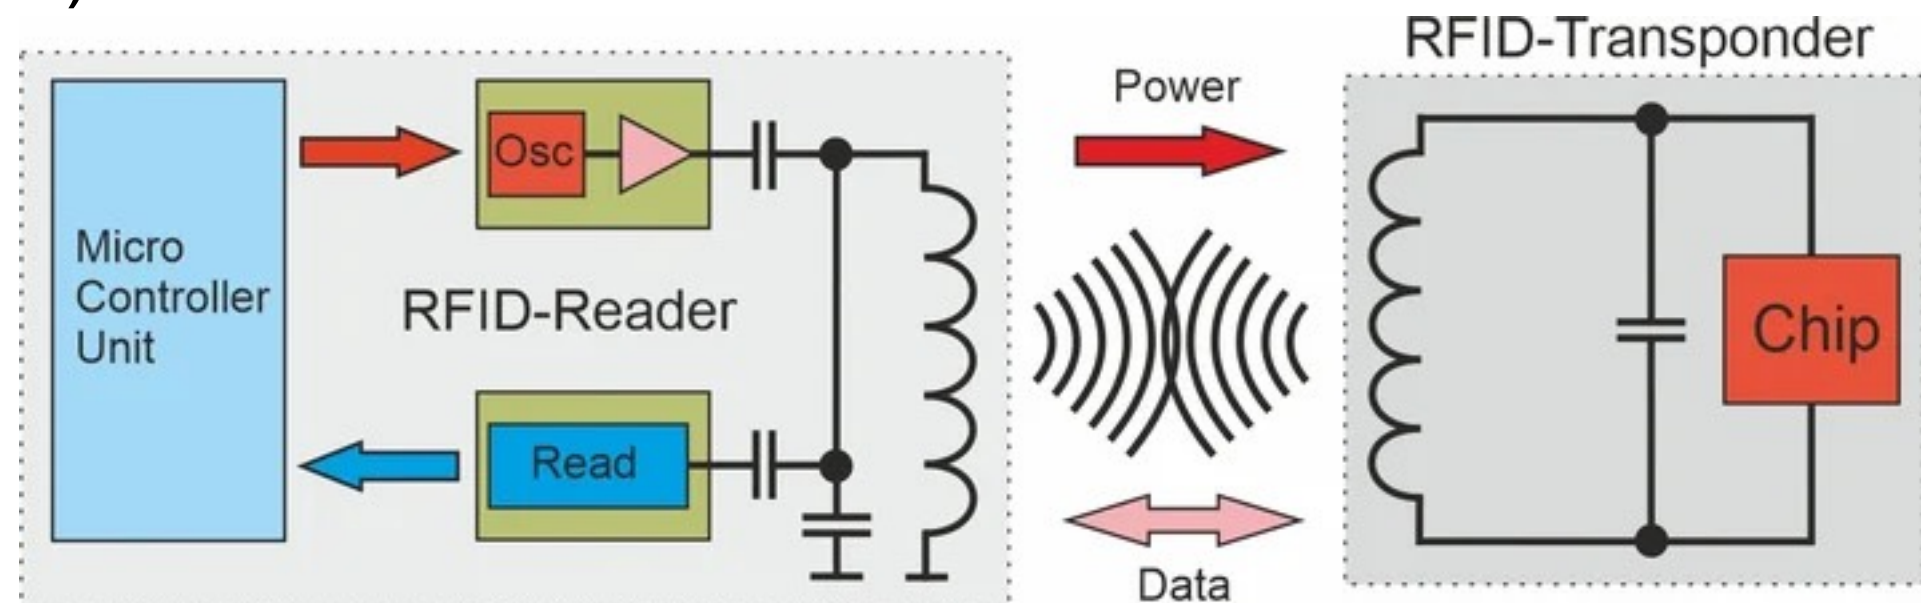 RFID-Transponder
Power
Osc
Micro
Controller
Unit
RFID-Reader
Chip
Read
Data